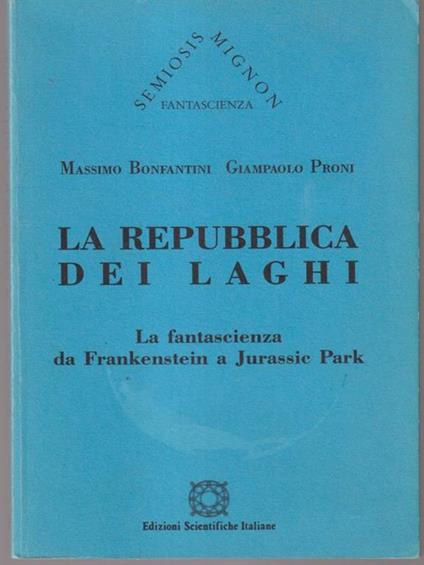 SEMIOSIS MIGNON
FANTASCIENZA
MASSIMO BONFANTINI GIAMPAOLO PRONI
LA REPUBBLICA
DEI LAGHI
La fantascienza
da Frankenstein a Jurassic Park
Edizioni Scientifiche Italiane